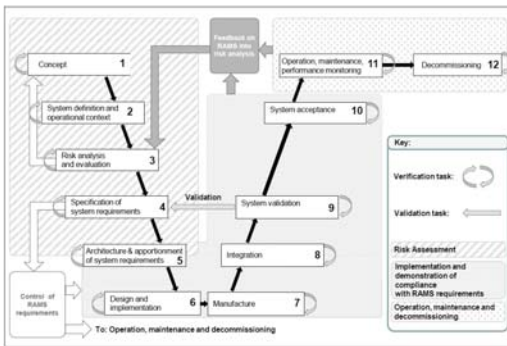 Feedback on
RAMS into
risk analysis
Concept 1
System definition and
operational context 2
Risk analysis
and evaluation 3
Specification of
system requirements 4
Architecture & apportionment
of system requirements 5
Design and
implementation 6
Manufacture 7
Integration 8
Validation
System validation 9
System acceptance 10
Operation, maintenance,
performance monitoring 11
Decommissioning 12
Control of
RAMS
requirements
To: Operation, maintenance and decommissioning
Key:
Verification task:
Validation task:
Risk Assessment
Implementation and
demonstration of
compliance
with RAMS requirements
Operation, maintenance and
decommissioning: